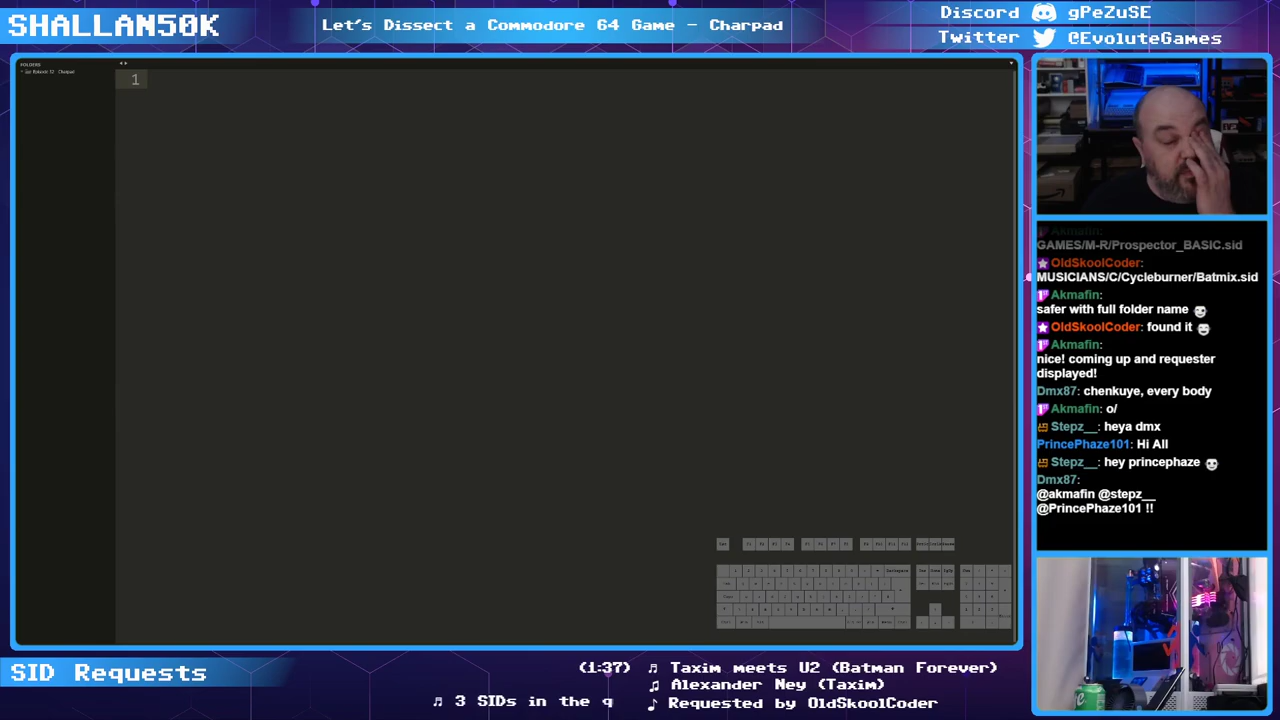 SHALLAN50K
Let's Dissect a Commodore 64 Game - Charpad
Discord gPeZuSE
Twitter @EvoluteGames
FOLDERS
1
Akmafin:
GAMES/M-R/Prospector_BASIC.sid
OldSkoolCoder:
MUSICIANS/C/Cycleburner/Batmix.sid
Akmafin:
safer with full folder name
OldSkoolCoder: found it
Akmafin:
nice! coming up and requester
displayed!
Dmx87: chenkuye, every body
Akmafin: o/
Stepz__: heya dmx
PrincePhaze101: Hi All
Stepz__: hey princephaze
Dmx87:
@akmafin @stepz__
@PrincePhaze101 !!
SID Requests
(1:37) ♬ Taxim meets U2 (Batman Forever)
♫ Alexander Ney (Taxim)
♬ 3 SIDs in the q
♪ Requested by OldSkoolCoder